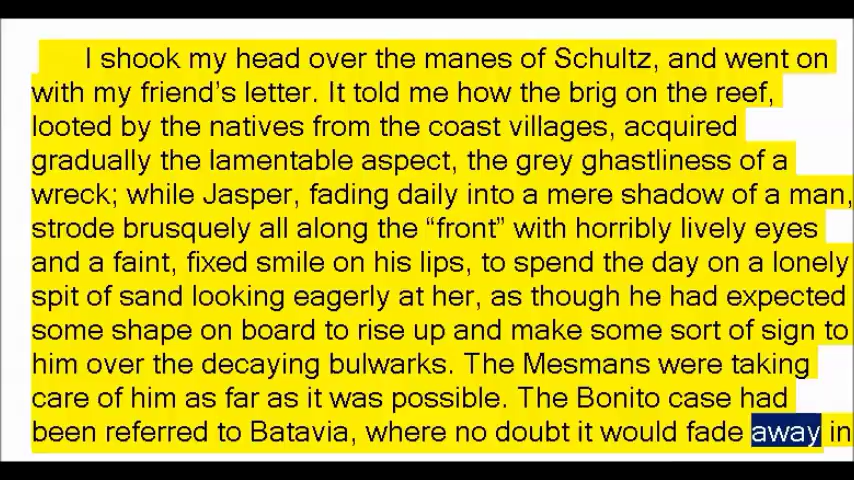 I shook my head over the manes of Schultz, and went on
with my friend’s letter. It told me how the brig on the reef,
looted by the natives from the coast villages, acquired
gradually the lamentable aspect, the grey ghastliness of a
wreck; while Jasper, fading daily into a mere shadow of a man,
strode brusquely all along the “front” with horribly lively eyes
and a faint, fixed smile on his lips, to spend the day on a lonely
spit of sand looking eagerly at her, as though he had expected
some shape on board to rise up and make some sort of sign to
him over the decaying bulwarks. The Mesmans were taking
care of him as far as it was possible. The Bonito case had
been referred to Batavia, where no doubt it would fade away in